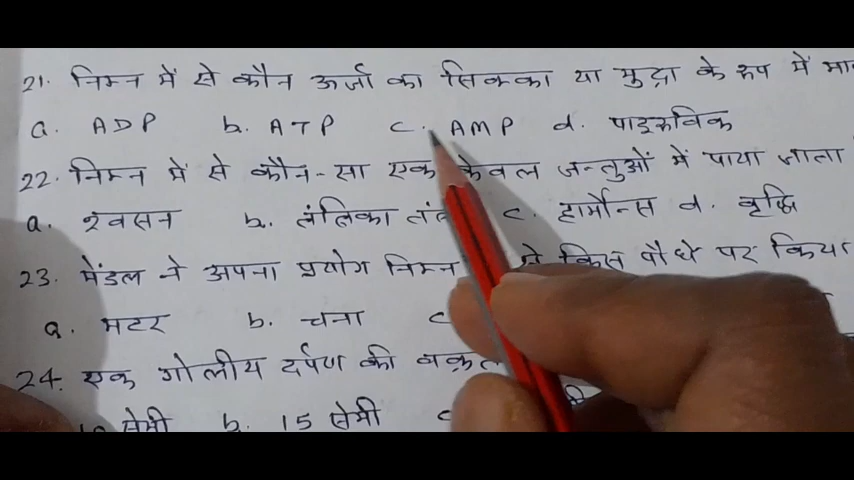 21. निम्न में से कौन ऊर्जा का सिक्का या मुद्रा के रुप में
a. ADP b. ATP c. AMP d. पाइरुविक
22. निम्न में से कौन-सा एक केवल जन्तुओं में पाया जाता
a. श्वसन b. तंत्रिका c. हार्मोन्स d. वृद्धि
23. मेंडल ने अपना प्रयोग निम्न से किस पौधे पर किया
a. मटर b. चना c
24. एक गोलीय दर्पण की
सेमी b. 15 सेमी c